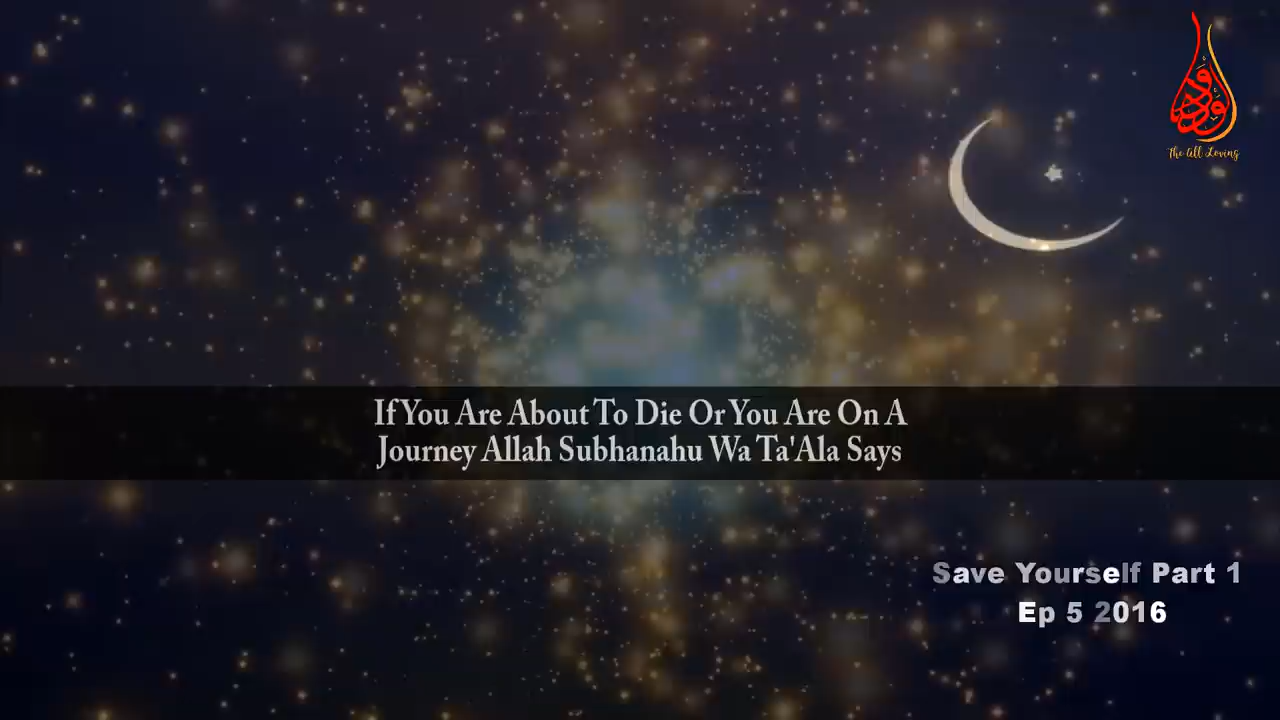 الودود
The All Loving
If You Are About To Die Or You Are On A
Journey Allah Subhanahu Wa Ta'Ala Says
Save Yourself Part 1
Ep 5 2016